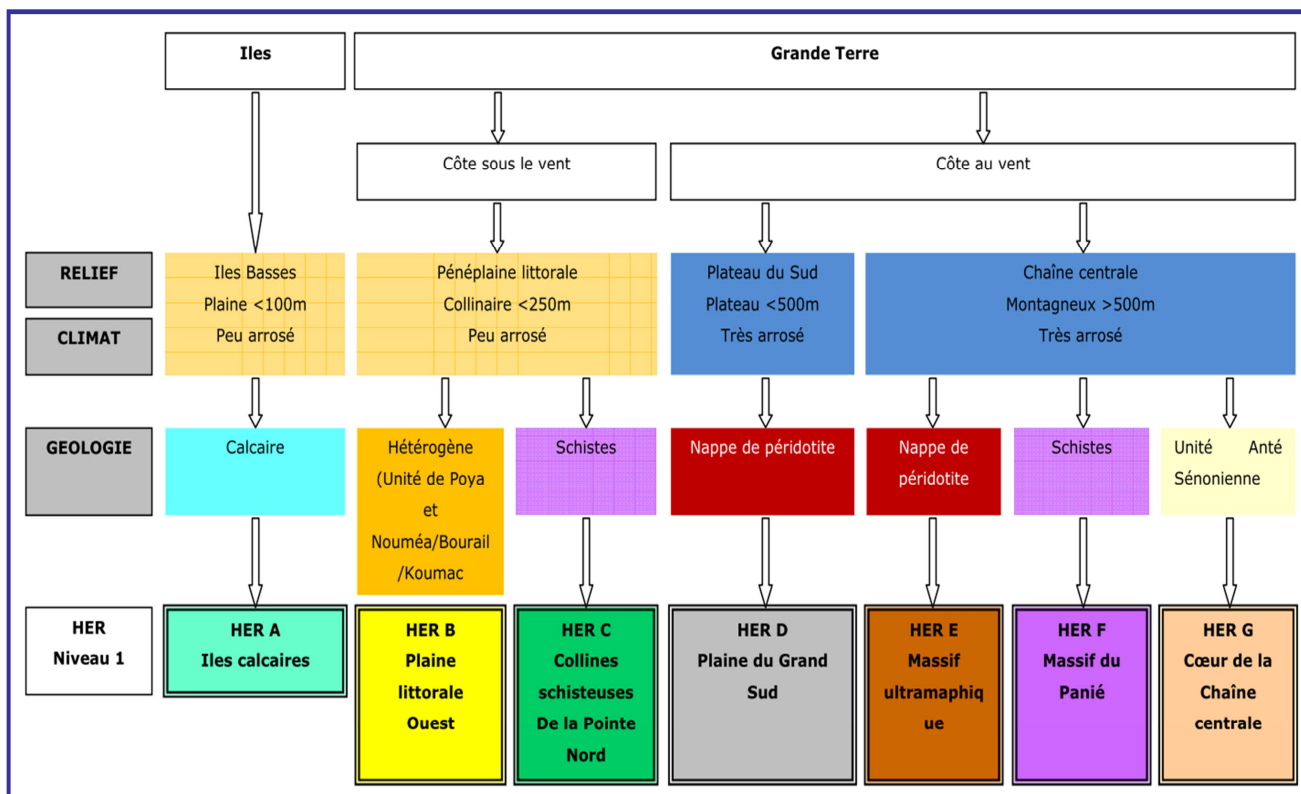 Iles
Grande Terre
Côte sous le vent
Côte au vent
RELIEF
CLIMAT
Iles Basses
Plaine <100m
Peu arrosé
Pénéplaine littorale
Collinaire <250m
Peu arrosé
Plateau du Sud
Plateau <500m
Très arrosé
Chaîne centrale
Montagneux >500m
Très arrosé
GEOLOGIE
Calcaire
Hétérogène
(Unité de Poya
et
Nouméa/Bourail
/Koumac
Schistes
Nappe de péridotite
Nappe de
péridotite
Schistes
Unité Anté
Sénonienne
HER
Niveau 1
HER A
Iles calcaires
HER B
Plaine
littorale
Ouest
HER C
Collines
schisteuses
De la Pointe
Nord
HER D
Plaine du Grand
Sud
HER E
Massif
ultramaphiq
ue
HER F
Massif du
Panié
HER G
Cœur de la
Chaîne
centrale